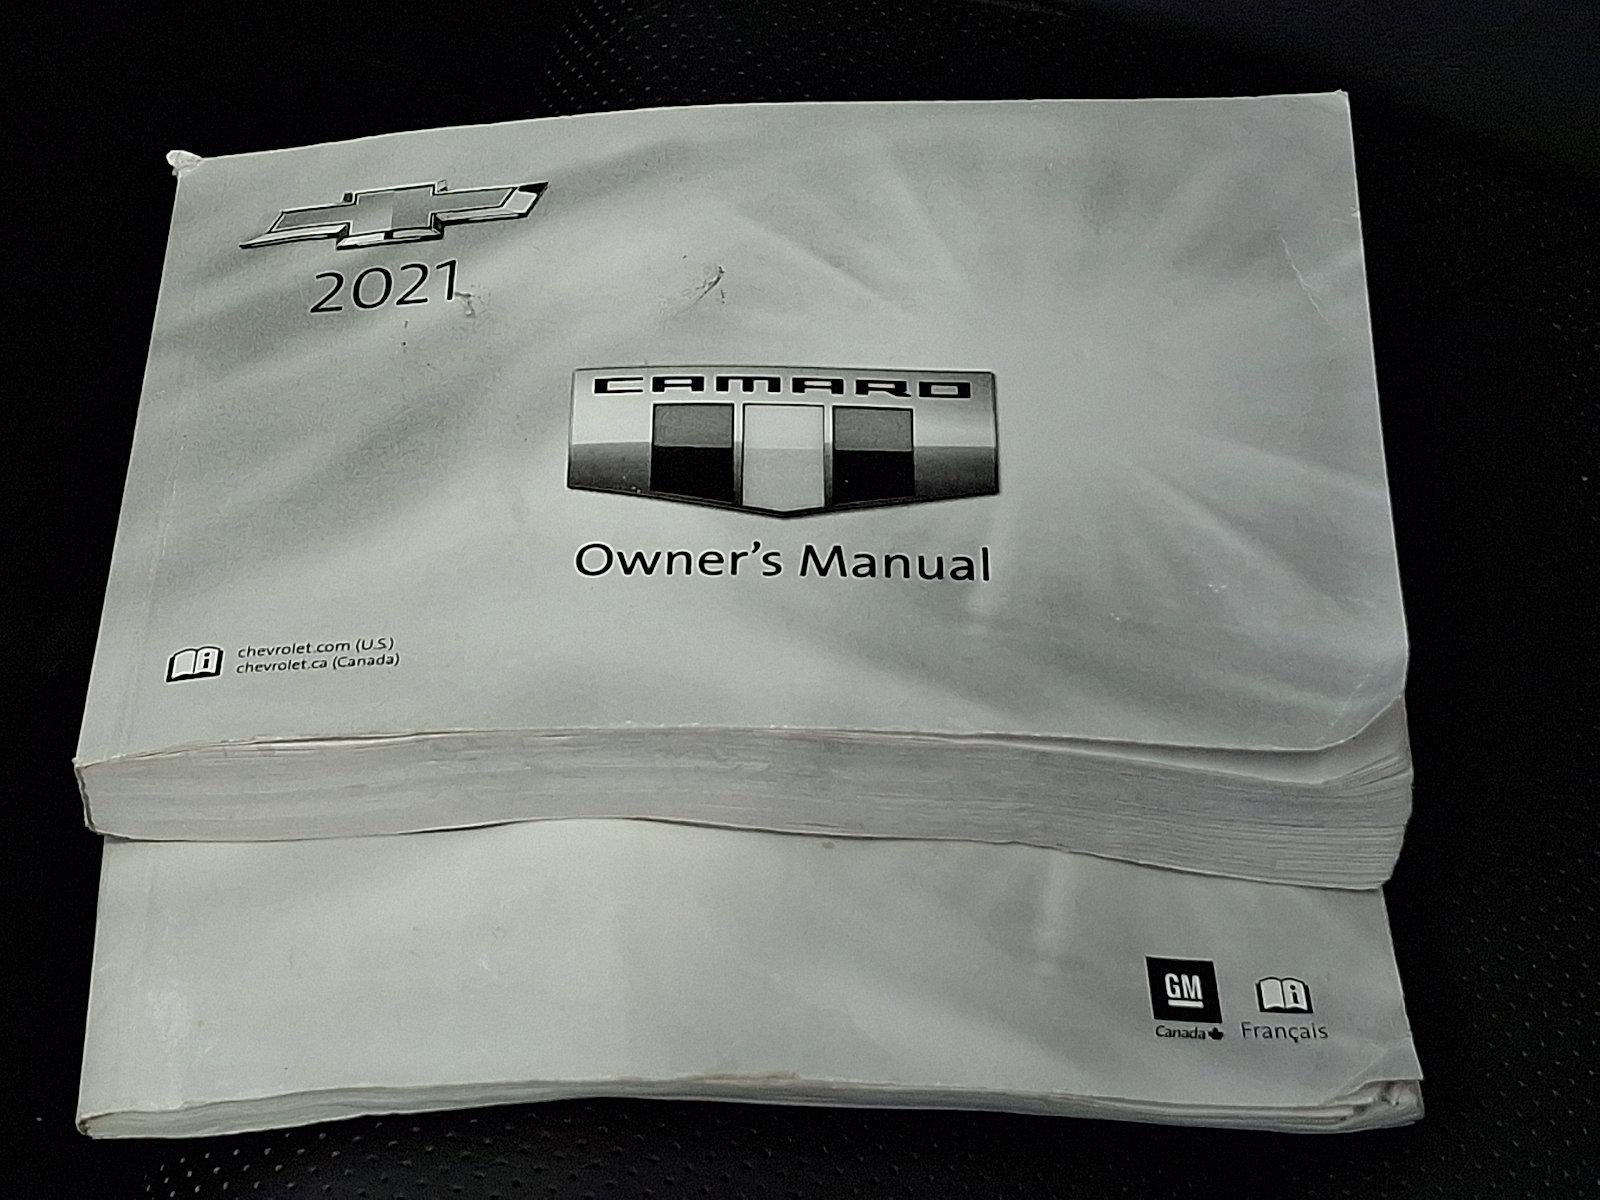 2021
CAMARO
Owner's Manual
chevrolet.com (U.S.)
chevrolet.ca (Canada)
GM
Canada
Français